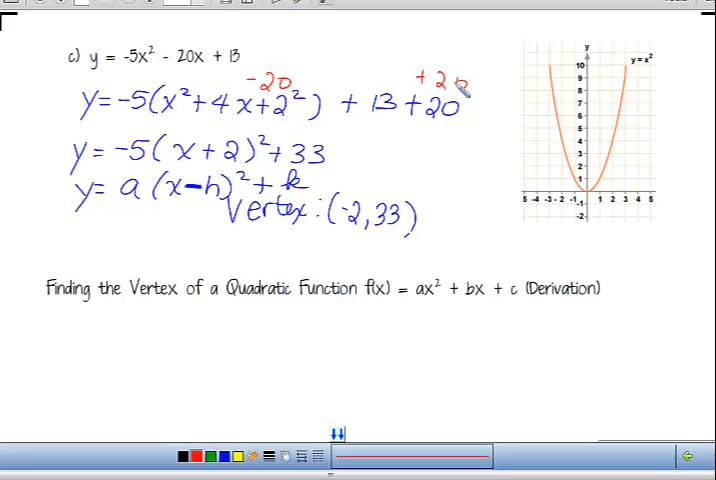 c) y = -5x² - 20x + 13
-20 +20
y = -5(x² + 4x + 2²) + 13 + 20
y = -5(x + 2)² + 33
y = a(x - h)² + k
Vertex: (-2, 33)
y
y = x²
10
9
8
7
6
5
4
3
2
1
5 -4 -3 -2 -1 1 2 3 4 5
-1
-2
Finding the Vertex of a Quadratic Function f(x) = ax² + bx + c (Derivation)